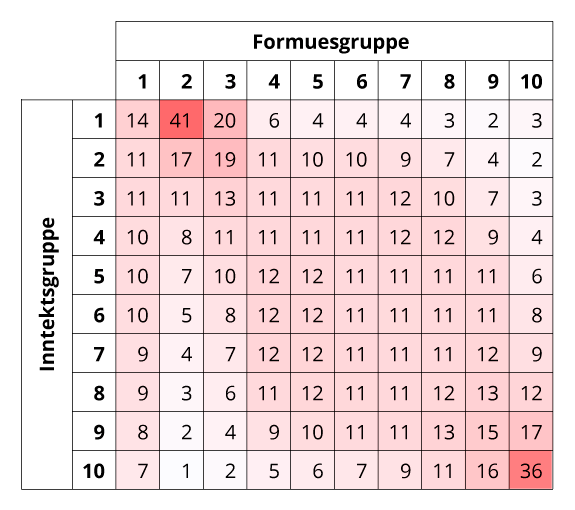 Formuesgruppe
1 2 3 4 5 6 7 8 9 10
Inntektsgruppe
1 14 41 20 6 4 4 4 3 2 3
2 11 17 19 11 10 10 9 7 4 2
3 11 11 13 11 11 11 12 10 7 3
4 10 8 11 11 11 11 12 12 9 4
5 10 7 10 12 12 11 11 11 11 6
6 10 5 8 12 12 11 11 11 11 8
7 9 4 7 12 12 11 11 11 12 9
8 9 3 6 11 12 11 11 12 13 12
9 8 2 4 9 10 11 11 13 15 17
10 7 1 2 5 6 7 9 11 16 36